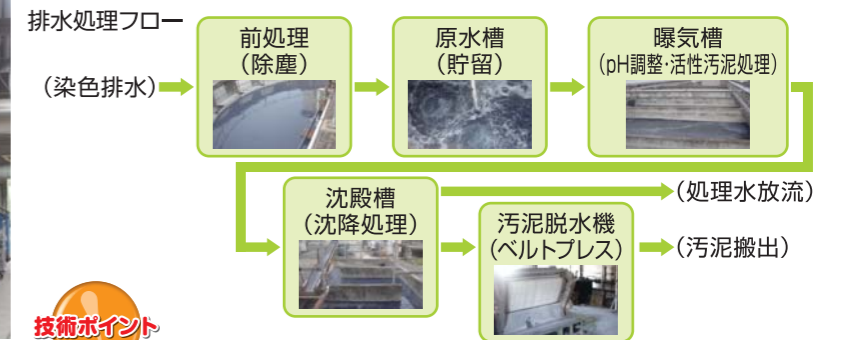 排水処理フロー
(染色排水)
前処理
(除塵)
原水槽
(貯留)
曝気槽
(pH調整・活性汚泥処理)
沈殿槽
(沈降処理)
(処理水放流)
汚泥脱水機
(ベルトプレス)
(汚泥搬出)
技術ポイント